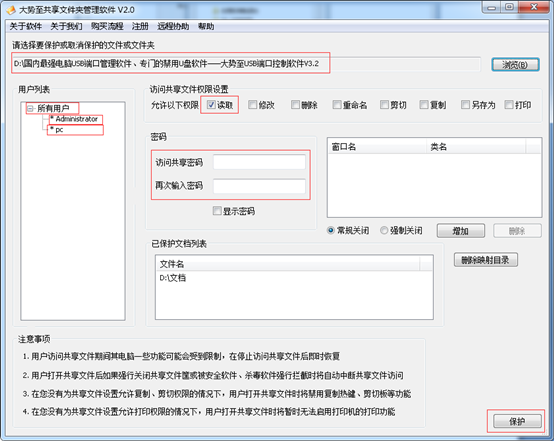 大势至共享文件夹管理软件 V2.0
关于软件 关于我们 购买流程 注册 远程协助 帮助
请选择要保护或取消保护的文件或文件夹
D:\国内最强电脑USB端口管理软件、专门的禁用U盘软件——大势至USB端口控制软件V3.2
浏览(B)
用户列表
所有用户
* Administrator
* pc
访问共享文件权限设置
允许以下权限 读取 修改 删除 重命名 剪切 复制 另存为 打印
密码
访问共享密码
再次输入密码
显示密码
窗口名 类名
常规关闭 强制关闭 增加 删除
已保护文档列表
文件名
D:\文档
删除映射目录
注意事项
1. 用户访问共享文件期间其电脑一些功能可能会受到限制，在停止访问共享文件后即时恢复
2. 用户打开共享文件后如果强行关闭共享文件筐或被安全软件、杀毒软件强行拦截时将自动中断共享文件访问
3. 在您没有为共享文件设置允许复制、剪切权限的情况下，用户打开共享文件时将禁用复制热键、剪切板等功能
4. 在您没有为共享文件设置允许打印权限的情况下，用户打开共享文件时将暂时无法启用打印机的打印功能
保护